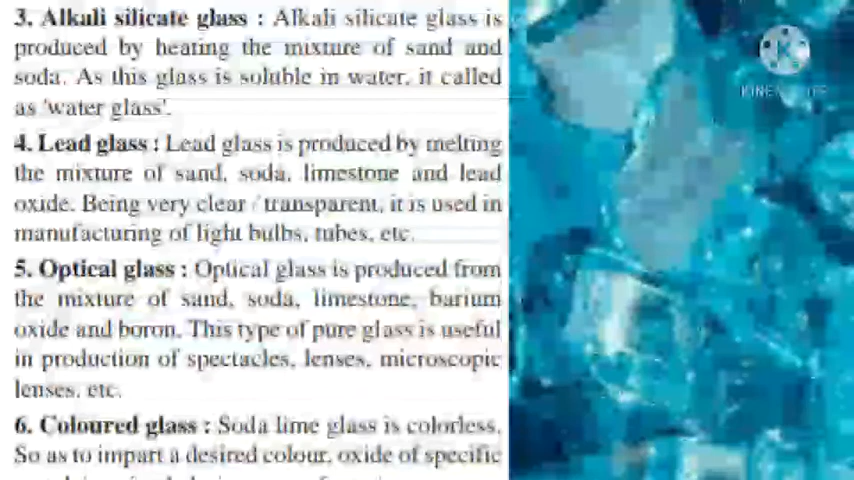 3. Alkali silicate glass : Alkali silicate glass is
produced by heating the mixture of sand and
soda. As this glass is soluble in water, it called
as 'water glass'.
4. Lead glass : Lead glass is produced by melting
the mixture of sand, soda, limestone and lead
oxide. Being very clear / transparent, it is used in
manufacturing of light bulbs, tubes, etc.
5. Optical glass : Optical glass is produced from
the mixture of sand, soda, limestone, barium
oxide and boron. This type of pure glass is useful
in production of spectacles, lenses, microscopic
lenses, etc.
6. Coloured glass : Soda lime glass is colorless.
So as to impart a desired colour, oxide of specific